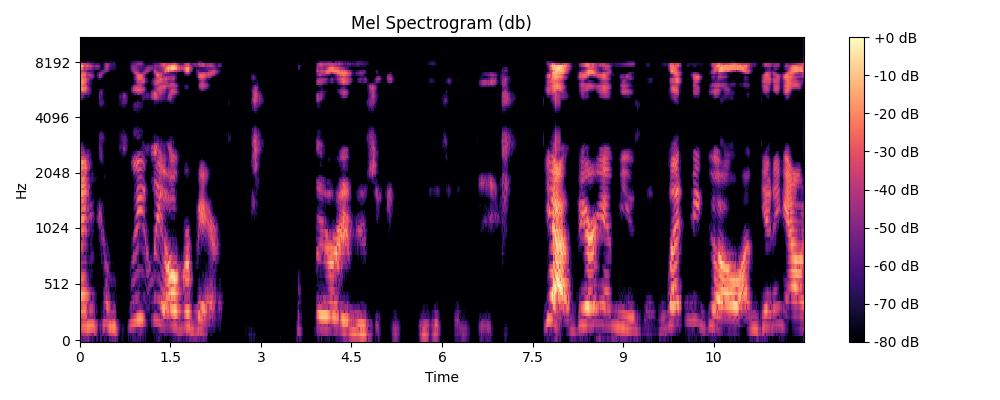 Mel Spectrogram (db)
Hz
8192
4096
2048
1024
512
0
0 1.5 3 4.5 6 7.5 9 10
Time
+0 dB
-10 dB
-20 dB
-30 dB
-40 dB
-50 dB
-60 dB
-70 dB
-80 dB